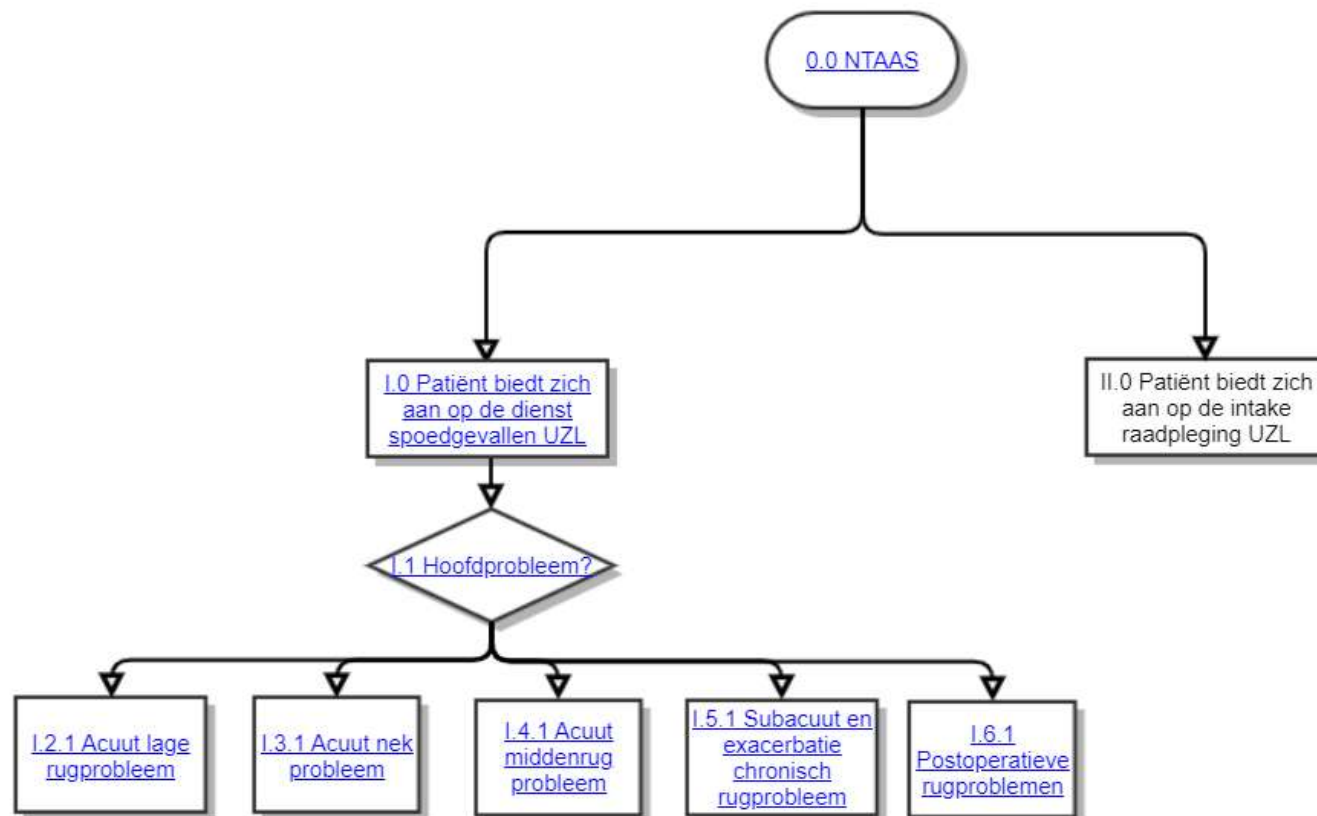 0.0 NTAAS
I.0 Patiënt biedt zich
aan op de dienst
spoedgevallen UZL
II.0 Patiënt biedt zich
aan op de intake
raadpleging UZL
I.1 Hoofdprobleem?
I.2.1 Acuut lage
rugprobleem
I.3.1 Acuut nek
probleem
I.4.1 Acuut
middenrug
probleem
I.5.1 Subacuut en
exacerbatie
chronisch
rugprobleem
I.6.1
Postoperatieve
rugproblemen